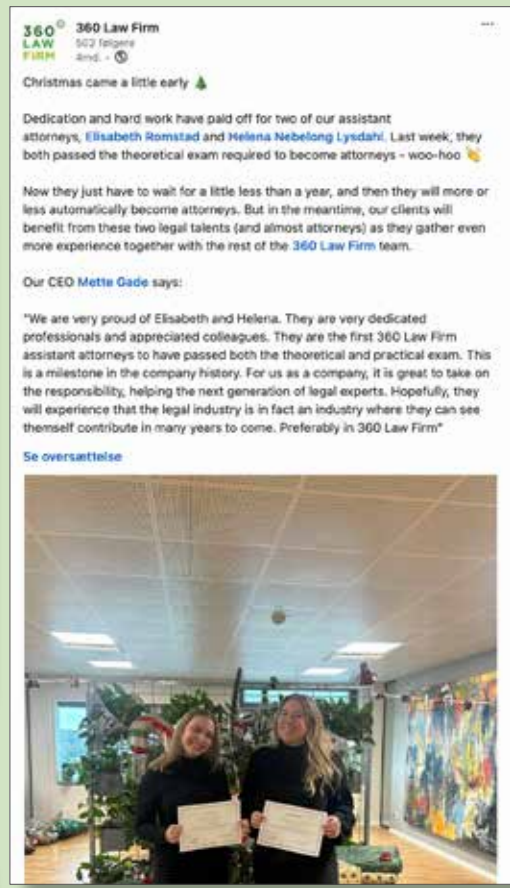 360°
LAW
FIRM
360 Law Firm
502 følgere
4md. •
Christmas came a little early
Dedication and hard work have paid off for two of our assistant
attorneys, Elisabeth Romstad and Helena Nebelong Lysdahl. Last week, they
both passed the theoretical exam required to become attorneys - woo-hoo
Now they just have to wait for a little less than a year, and then they will more or
less automatically become attorneys. But in the meantime, our clients will
benefit from these two legal talents (and almost attorneys) as they gather even
more experience together with the rest of the 360 Law Firm team.
Our CEO Mette Gade says:
"We are very proud of Elisabeth and Helena. They are very dedicated
professionals and appreciated colleagues. They are the first 360 Law Firm
assistant attorneys to have passed both the theoretical and practical exam. This
is a milestone in the company history. For us as a company, it is great to take on
the responsibility, helping the next generation of legal experts. Hopefully, they
will experience that the legal industry is in fact an industry where they can see
themself contribute in many years to come. Preferably in 360 Law Firm"
Se oversættelse